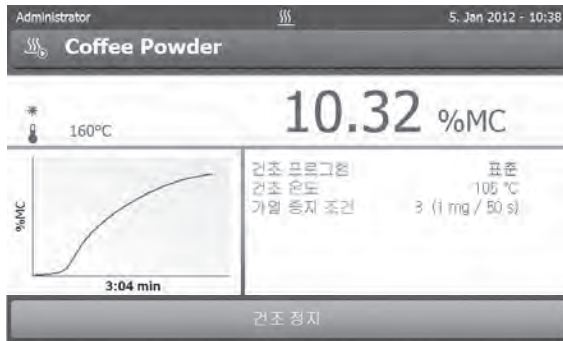 Administrator
5. Jan 2012 - 10:38
Coffee Powder
160°C
10.32 %MC
%MC
3:04 min
건조 프로그램 표준
건조 온도 105 °C
가열 중지 조건 3 (1 mg / 50 s)
건조 정지